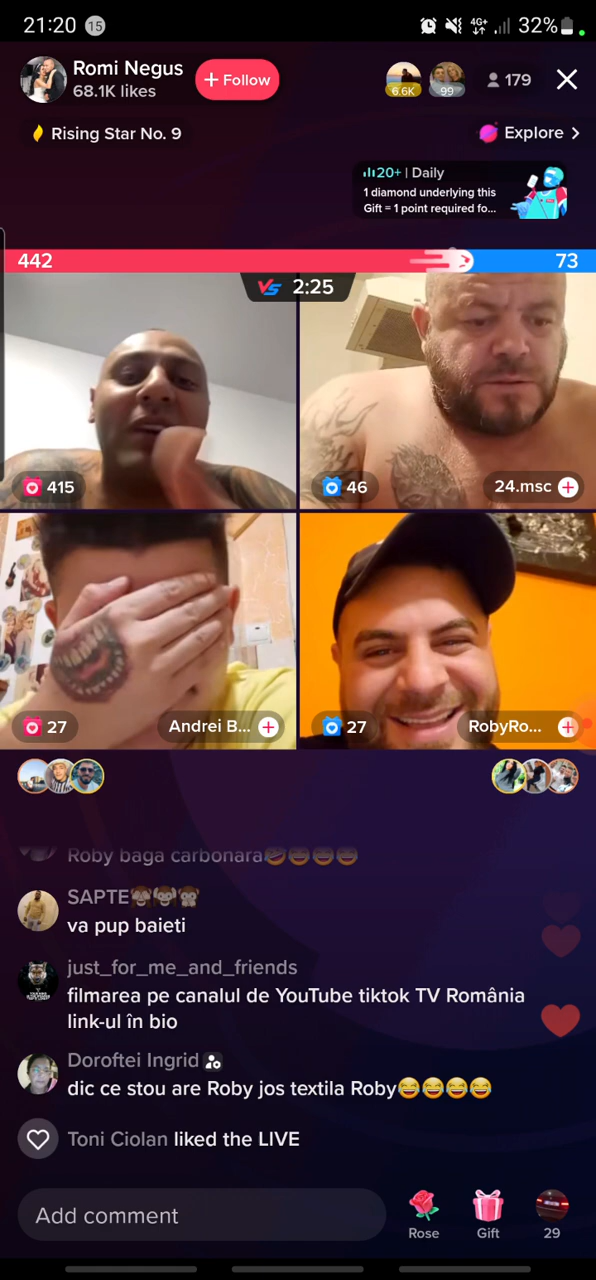 21:20 15 4G+ 32%
Romi Negus
68.1K likes
+ Follow
6.6K 99 179
Rising Star No. 9
Explore >
20+ | Daily
1 diamond underlying this
Gift = 1 point required fo...
442 73
VS 2:25
415
46 24.msc
27 Andrei B...
27 RobyRo...
Roby baga carbonara🤣😂😂😂
SAPTE🙈🙉🙊
va pup baieti
just_for_me_and_friends
filmarea pe canalul de YouTube tiktok TV România
link-ul în bio
Doroftei Ingrid
dic ce stou are Roby jos textila Roby😂😂😂😂
Toni Ciolan liked the LIVE
Add comment
Rose Gift 29